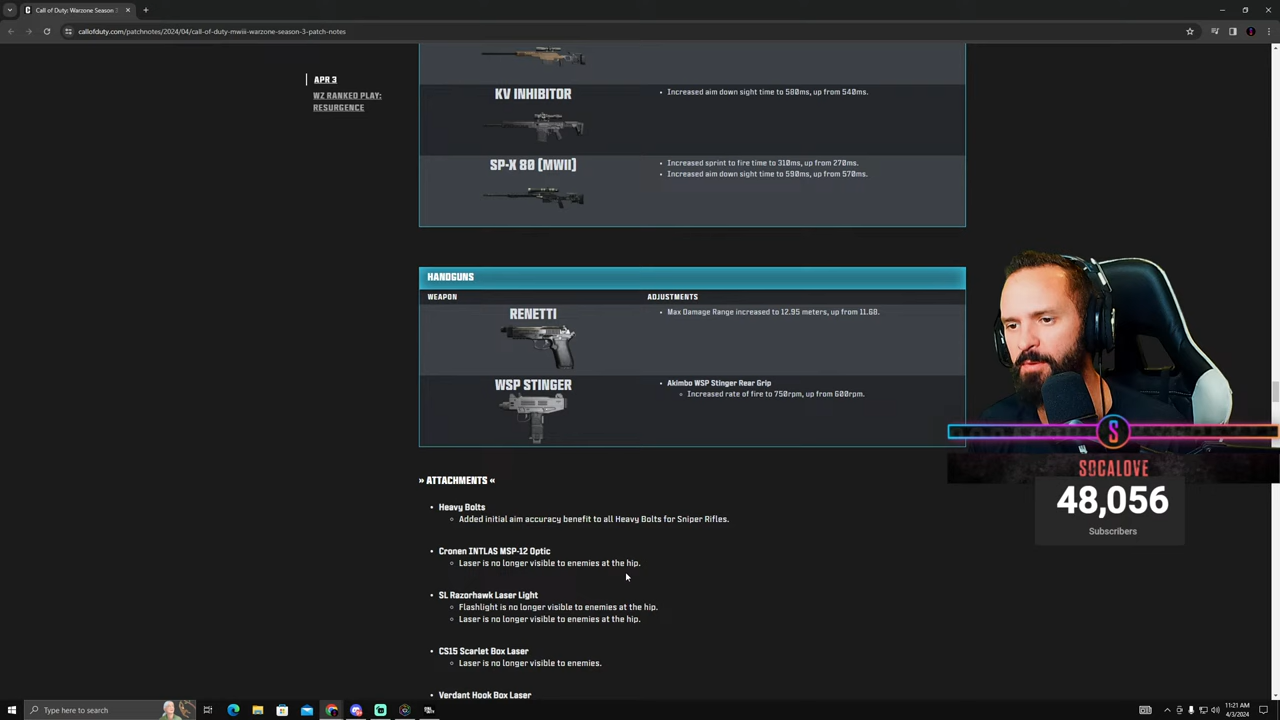 Call of Duty: Warzone Season 3
callofduty.com/patchnotes/2024/04/call-of-duty-mwiii-warzone-season-3-patch-notes
APR 3
WZ RANKED PLAY:
RESURGENCE
KV INHIBITOR
• Increased aim down sight time to 580ms, up from 540ms.
SP-X 80 (MWII)
• Increased sprint to fire time to 310ms, up from 270ms.
• Increased aim down sight time to 590ms, up from 570ms.
HANDGUNS
WEAPON ADJUSTMENTS
RENETTI
• Max Damage Range increased to 12.95 meters, up from 11.68.
WSP STINGER
• Akimbo WSP Stinger Rear Grip
Increased rate of fire to 750rpm, up from 600rpm.
» ATTACHMENTS «
• Heavy Bolts
Added initial aim accuracy benefit to all Heavy Bolts for Sniper Rifles.
• Cronen INTLAS MSP-12 Optic
Laser is no longer visible to enemies at the hip.
• SL Razorhawk Laser Light
Flashlight is no longer visible to enemies at the hip.
Laser is no longer visible to enemies at the hip.
• CS15 Scarlet Box Laser
Laser is no longer visible to enemies.
• Verdant Hook Box Laser
S
SOCALOVE
48,056
Subscribers
Type here to search
11:21 AM
4/3/2024